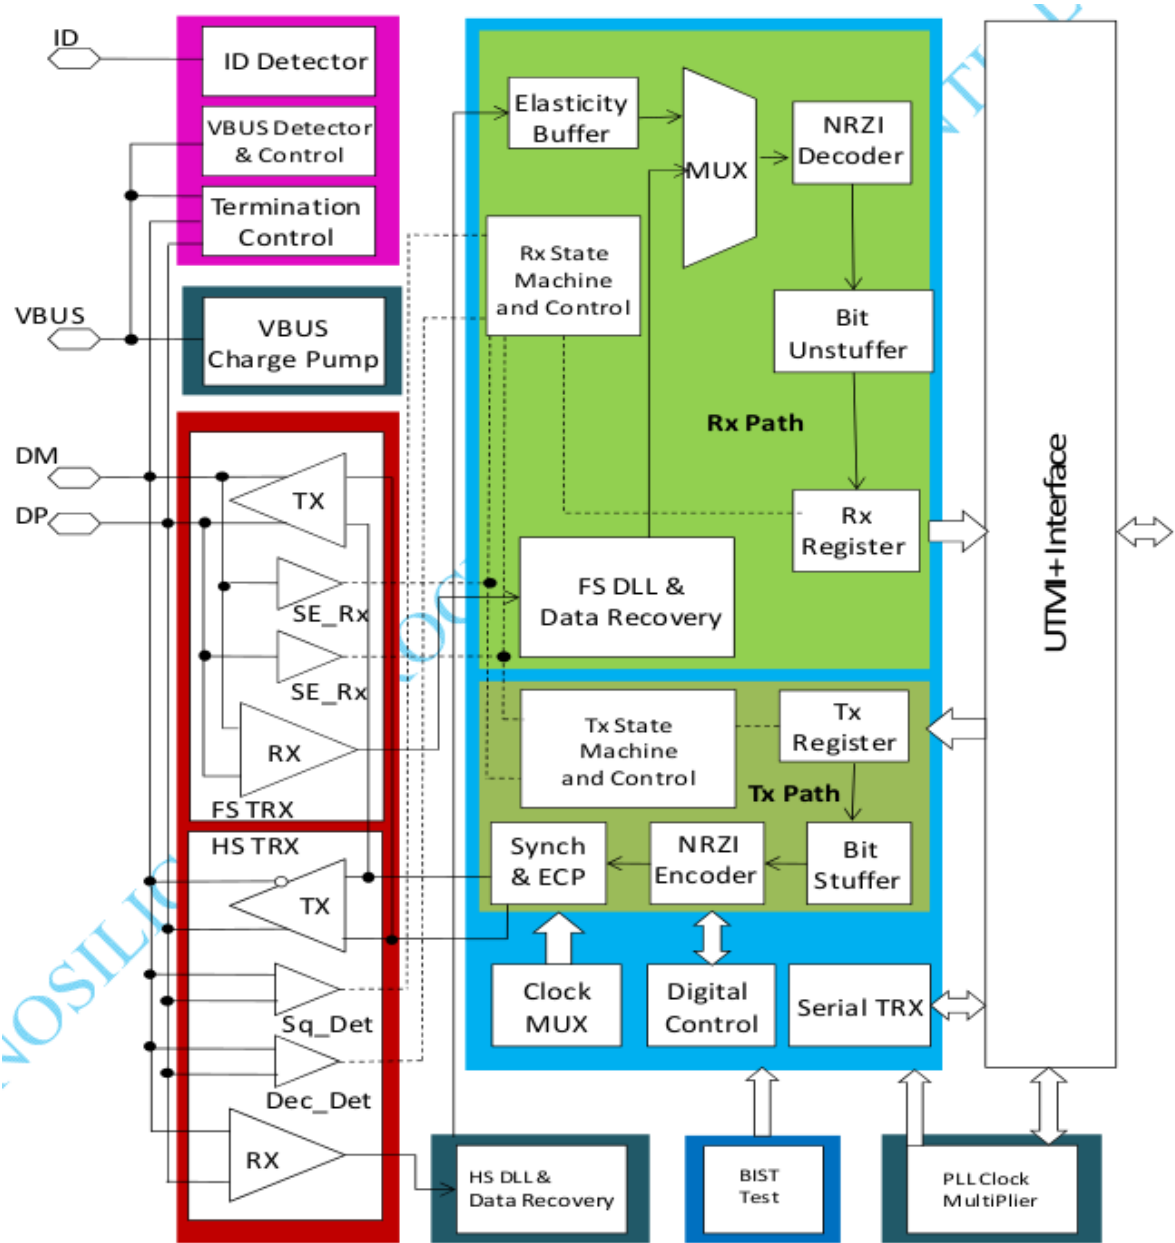 ID
ID Detector
VBUS Detector
& Control
Termination
Control
VBUS
VBUS
Charge Pump
DM
DP
TX
SE_Rx
SE_Rx
RX
FS TRX
HS TRX
TX
Sq_Det
Dec_Det
RX
Elasticity
Buffer
MUX
NRZI
Decoder
Rx State
Machine
and Control
Bit
Unstuffer
Rx Path
Rx
Register
FS DLL &
Data Recovery
Tx State
Machine
and Control
Tx
Register
Tx Path
Synch
& ECP
NRZI
Encoder
Bit
Stuffer
Clock
MUX
Digital
Control
Serial TRX
UTMI+ Interface
HS DLL &
Data Recovery
BIST
Test
PLL Clock
MultiPlier